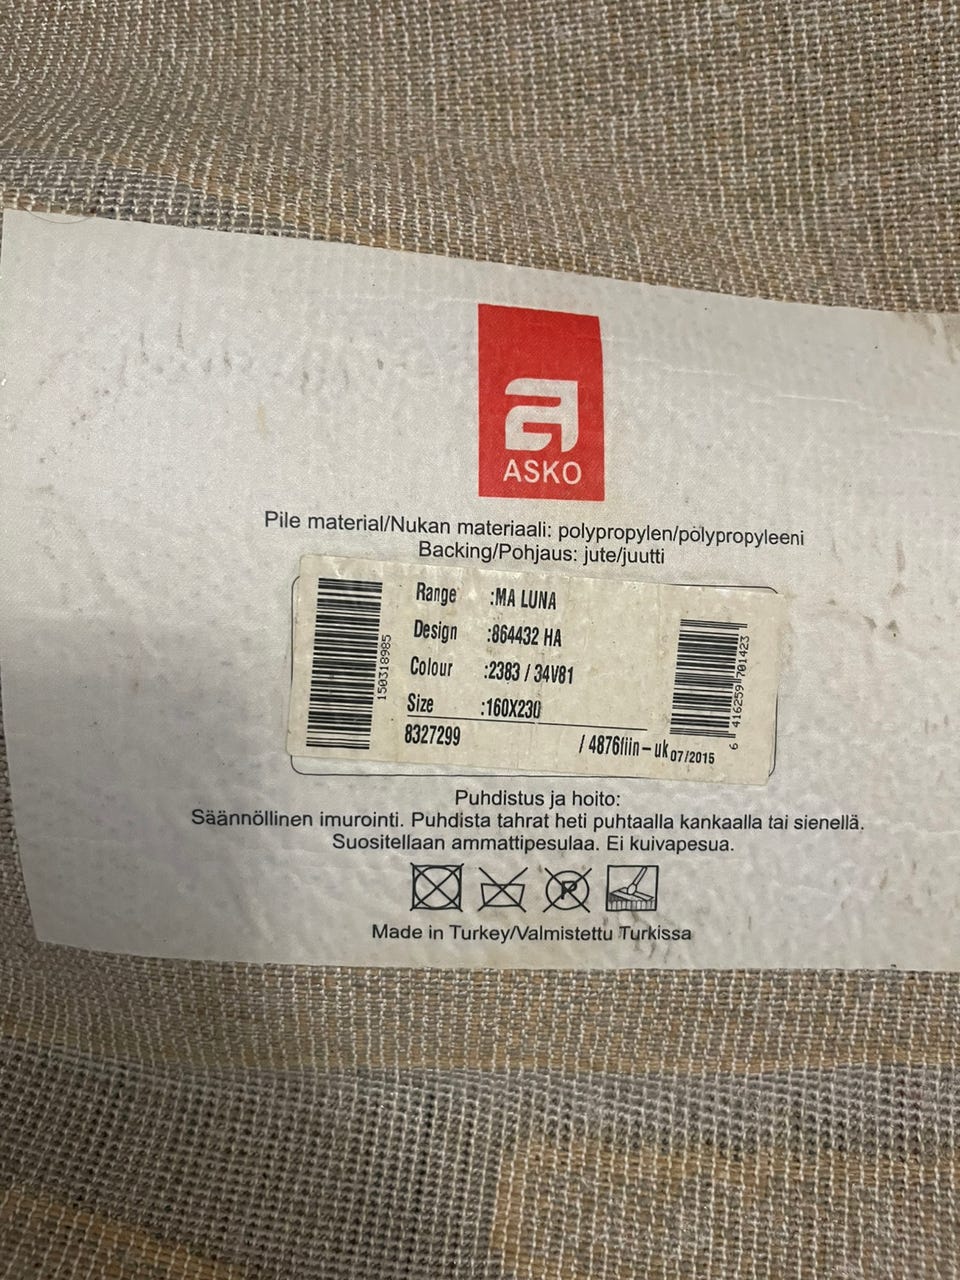 a
ASKO
Pile material/Nukan materiaali: polypropylen/polypropyleeni
Backing/Pohjaus: jute/juutti
Range :MA LUNA
Design :864432 HA
Colour :2383 / 34V81
Size :160X230
8327299 / 4876liin-uk 07/2015
150318985
6 416259 701423
Puhdistus ja hoito:
Säännöllinen imurointi. Puhdista tahrat heti puhtaalla kankaalla tai sienellä.
Suositellaan ammattipesulaa. Ei kuivapesua.
P
Made in Turkey/Valmistettu Turkissa